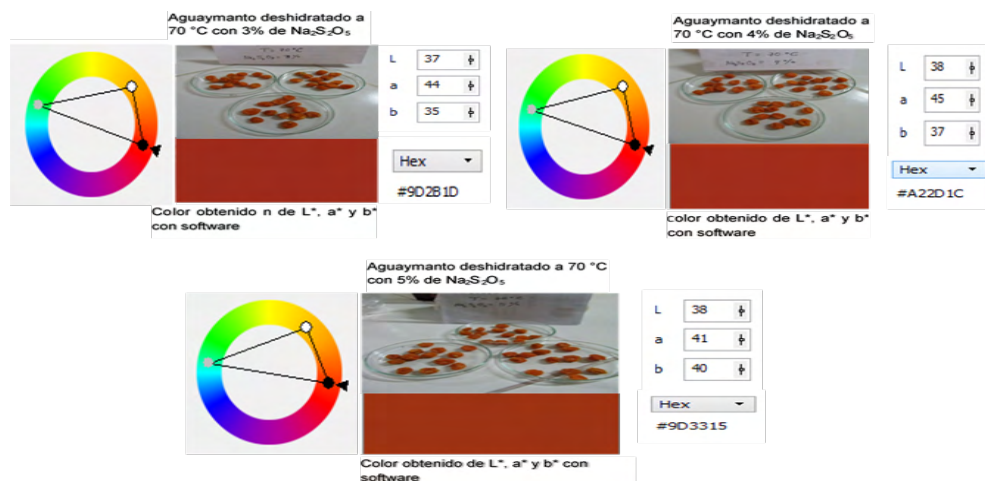 Aguaymanto deshidratado a
70 °C con 3% de Na₂S₂O₅
L 37
a 44
b 35
Hex
#9D2B1D
Color obtenido n de L*, a* y b*
con software
Aguaymanto deshidratado a
70 °C con 4% de Na₂S₂O₅
L 38
a 45
b 37
Hex
#A22D1C
color obtenido de L*, a* y b*
con software
Aguaymanto deshidratado a 70 °C
con 5% de Na₂S₂O₅
L 38
a 41
b 40
Hex
#9D3315
Color obtenido de L*, a* y b* con
software